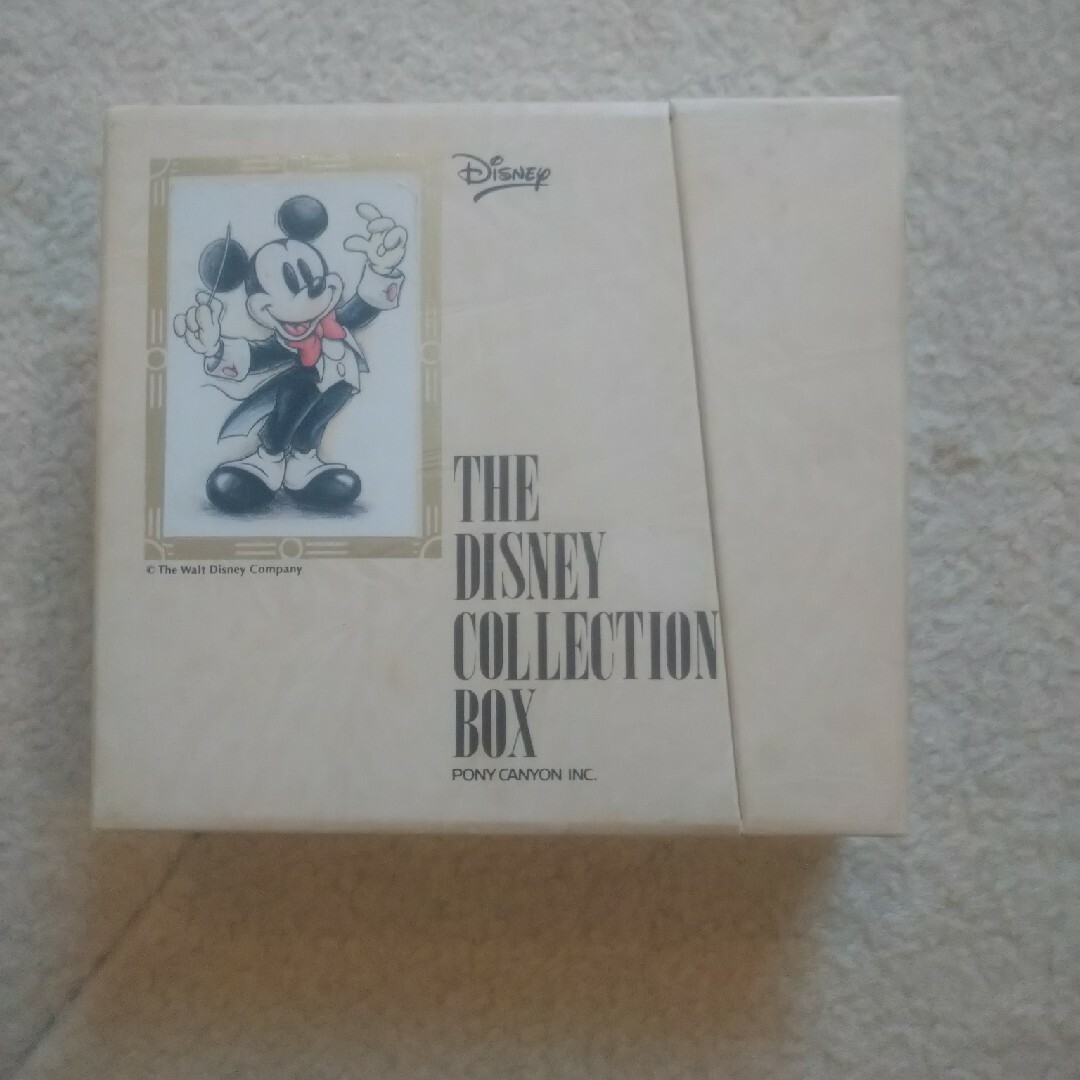 Disney
THE
DISNEY
COLLECTION
BOX
PONY CANYON INC.
© The Walt Disney Company